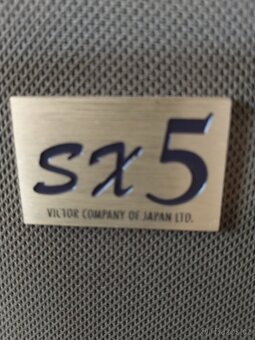 SX5
VICTOR COMPANY OF JAPAN LTD.